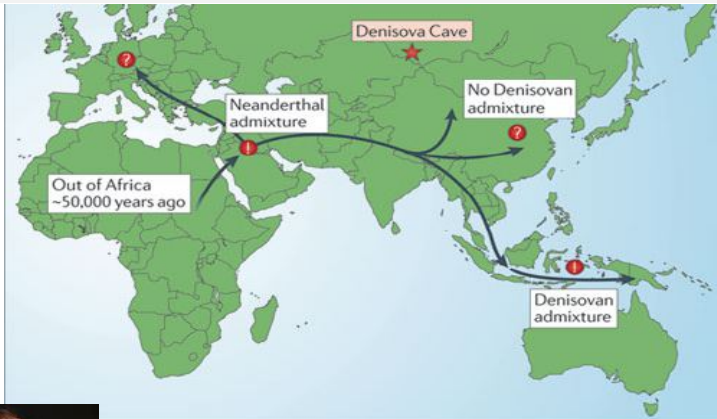 Denisova Cave
?
No Denisovan
admixture
Neanderthal
admixture
?
!
Out of Africa
~50,000 years ago
!
Denisovan
admixture